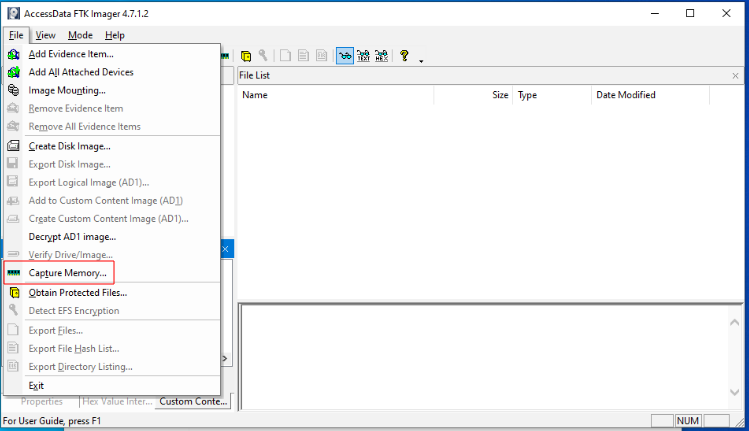 AccessData FTK Imager 4.7.1.2
File View Mode Help
Add Evidence Item...
Add All Attached Devices
Image Mounting...
Remove Evidence Item
Remove All Evidence Items
Create Disk Image...
Export Disk Image...
Export Logical Image (AD1)...
Add to Custom Content Image (AD1)
Create Custom Content Image (AD1)...
Decrypt AD1 image...
Verify Drive/Image...
Capture Memory...
Obtain Protected Files...
Detect EFS Encryption
Export Files...
Export File Hash List...
Export Directory Listing...
Exit
TEXT HEX
File List
Name Size Type Date Modified
Properties Hex Value Inter... Custom Conte...
For User Guide, press F1
NUM